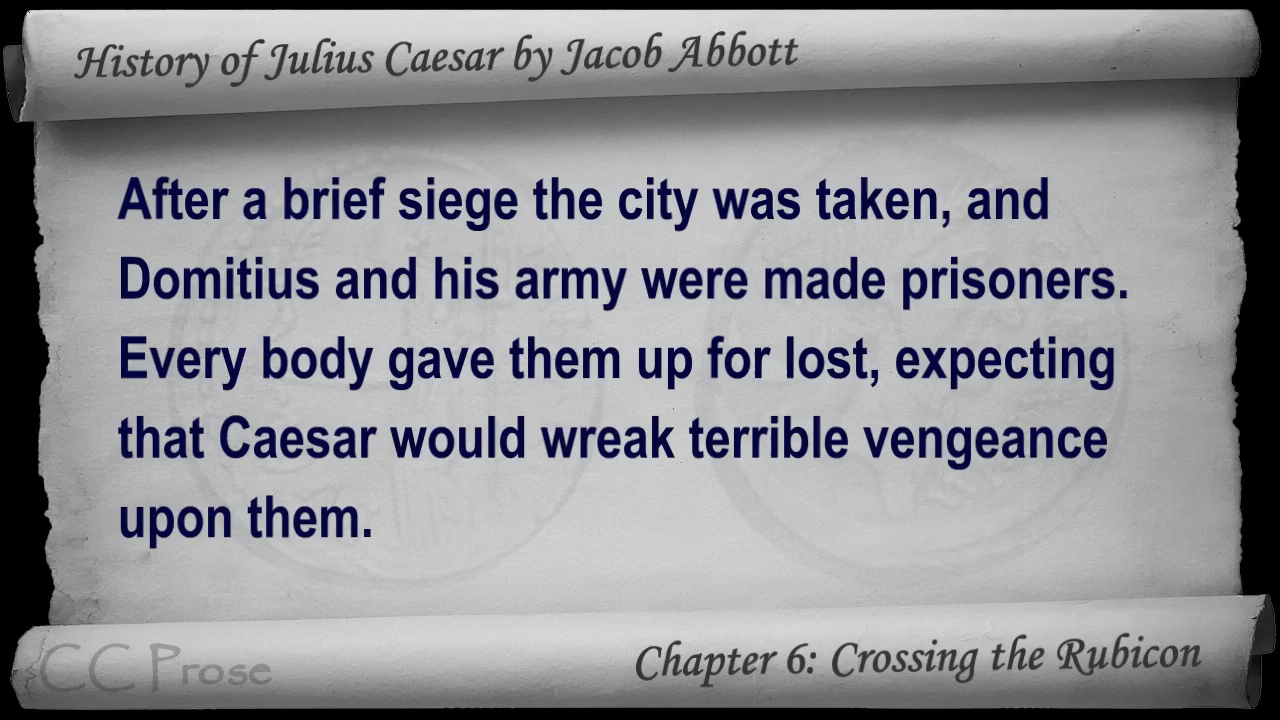 History of Julius Caesar by Jacob Abbott
After a brief siege the city was taken, and
Domitius and his army were made prisoners.
Every body gave them up for lost, expecting
that Caesar would wreak terrible vengeance
upon them.
CC Prose
Chapter 6: Crossing the Rubicon